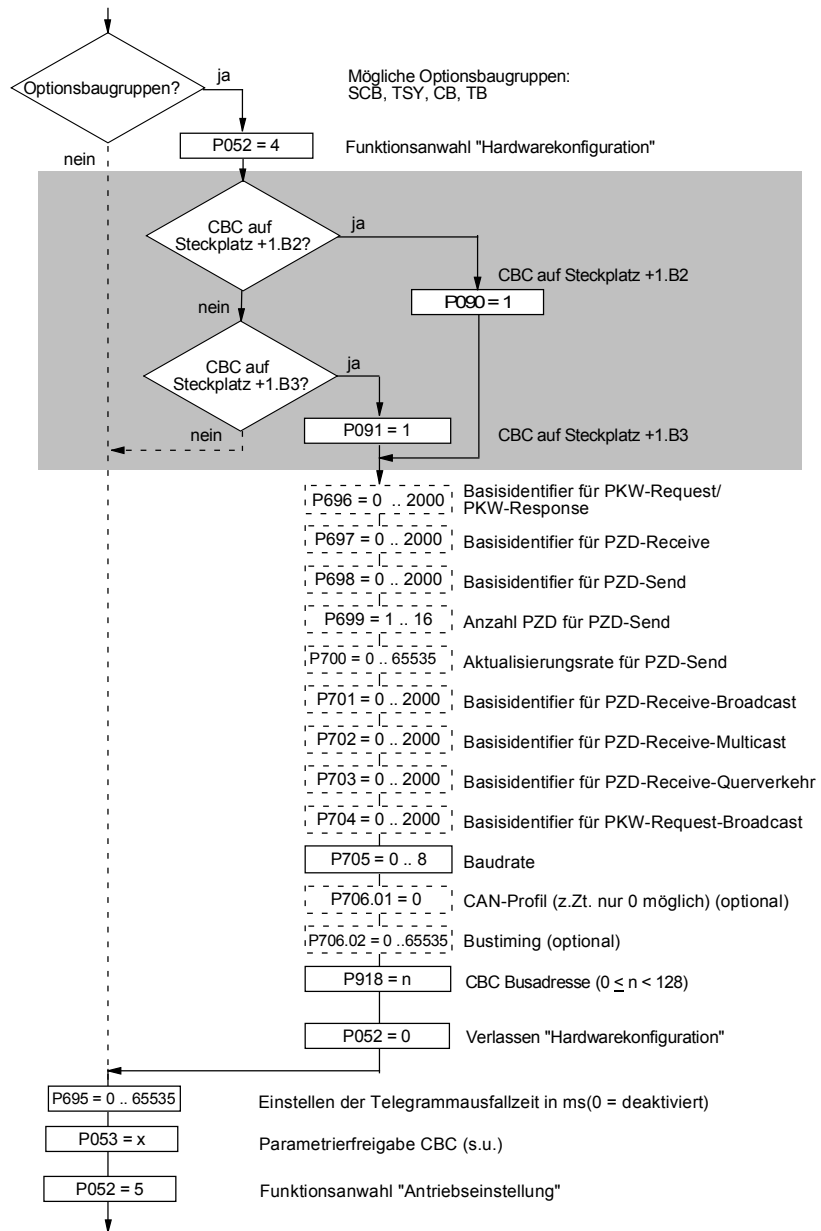 Optionsbaugruppen?
ja
Mögliche Optionsbaugruppen:
SCB, TSY, CB, TB
nein
P052 = 4
Funktionsanwahl "Hardwarekonfiguration"
CBC auf
Steckplatz +1.B2?
ja
CBC auf Steckplatz +1.B2
P090 = 1
nein
CBC auf
Steckplatz +1.B3?
ja
nein
P091 = 1
CBC auf Steckplatz +1.B3
P696 = 0 .. 2000
Basisidentifier für PKW-Request/
PKW-Response
P697 = 0 .. 2000
Basisidentifier für PZD-Receive
P698 = 0 .. 2000
Basisidentifier für PZD-Send
P699 = 1 .. 16
Anzahl PZD für PZD-Send
P700 = 0 .. 65535
Aktualisierungsrate für PZD-Send
P701 = 0 .. 2000
Basisidentifier für PZD-Receive-Broadcast
P702 = 0 .. 2000
Basisidentifier für PZD-Receive-Multicast
P703 = 0 .. 2000
Basisidentifier für PZD-Receive-Querverkehr
P704 = 0 .. 2000
Basisidentifier für PKW-Request-Broadcast
P705 = 0 .. 8
Baudrate
P706.01 = 0
CAN-Profil (z.Zt. nur 0 möglich) (optional)
P706.02 = 0 ..65535
Bustiming (optional)
P918 = n
CBC Busadresse (0 ≤ n < 128)
P052 = 0
Verlassen "Hardwarekonfiguration"
P695 = 0 .. 65535
Einstellen der Telegrammausfallzeit in ms(0 = deaktiviert)
P053 = x
Parametrierfreigabe CBC (s.u.)
P052 = 5
Funktionsanwahl "Antriebseinstellung"